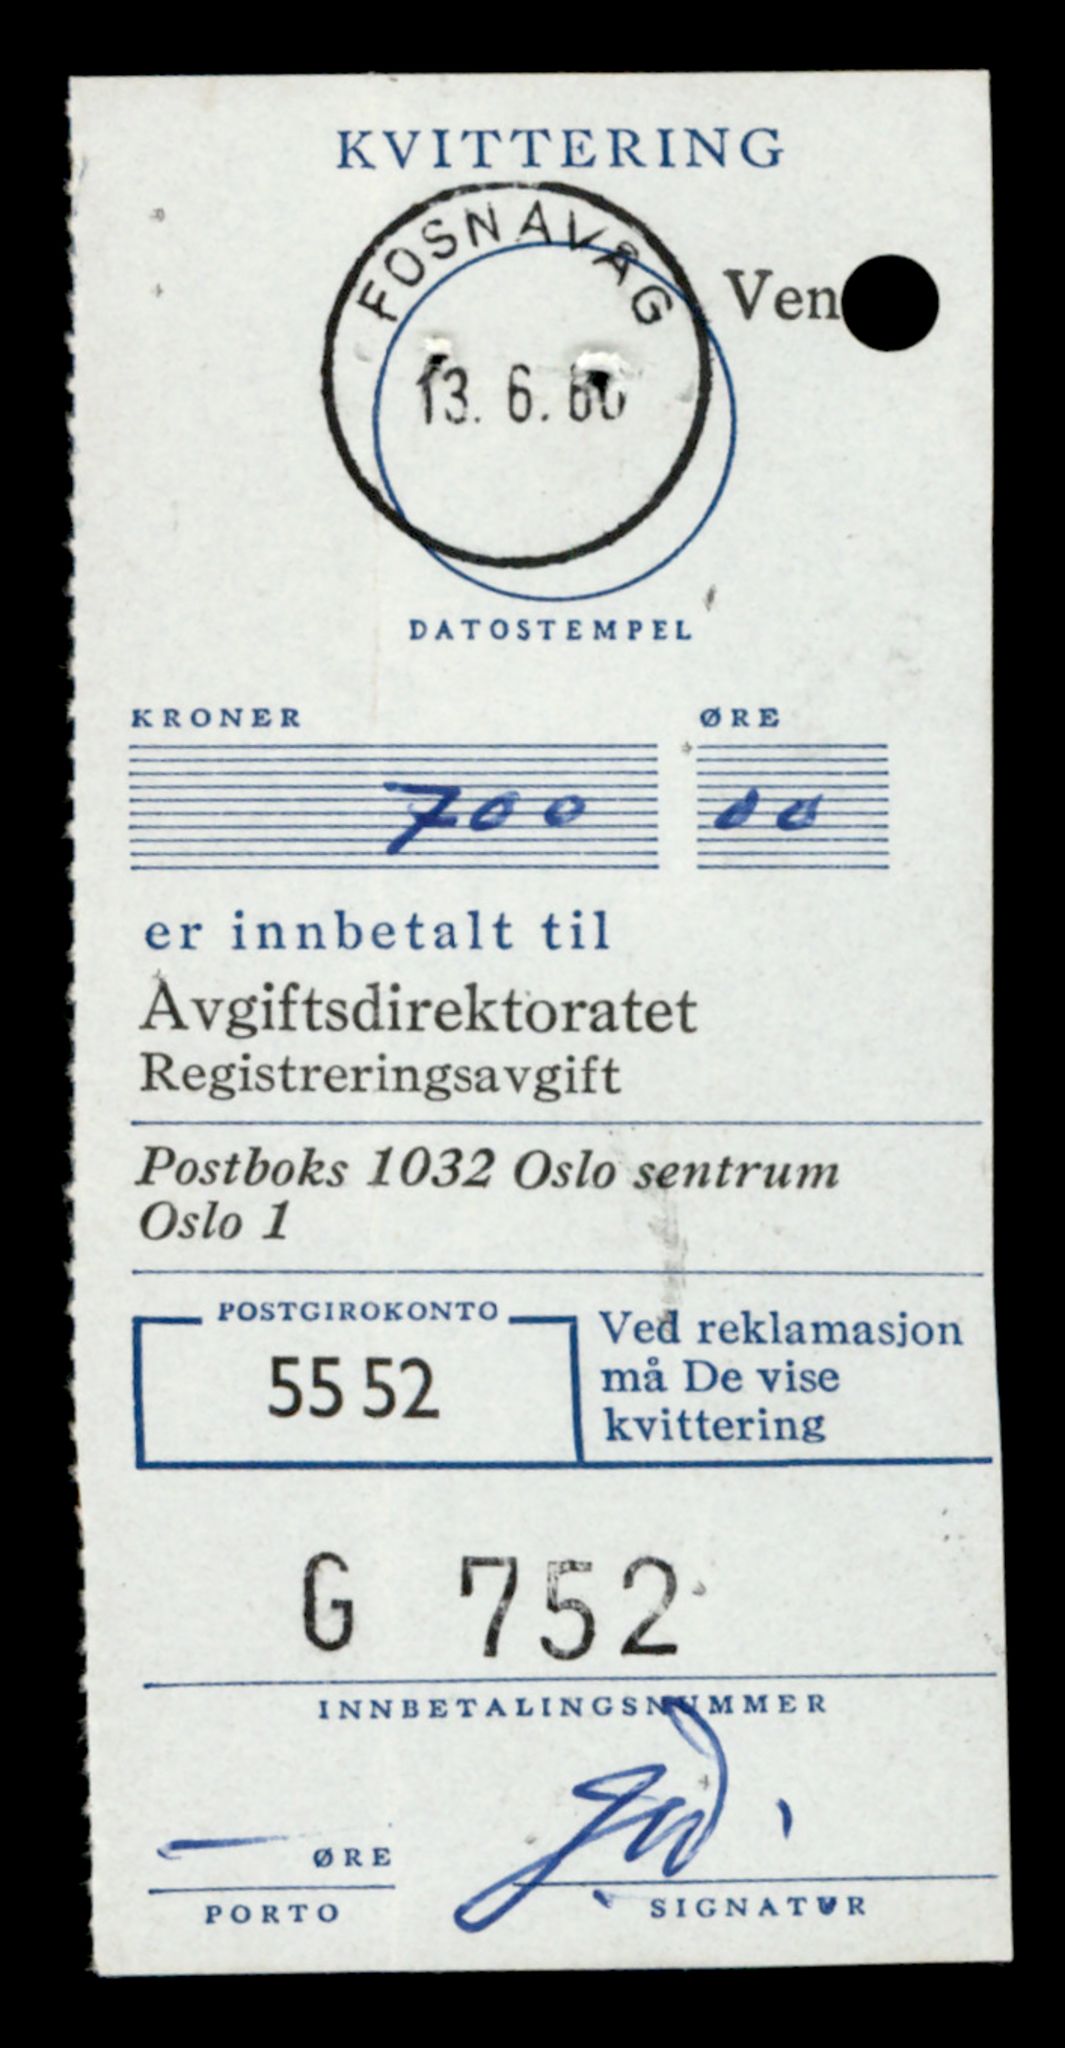 KVITTERING
FOSNAVÅG
Ven
13. 6.
DATOSTEMPEL
KRONER ØRE
700 00
er innbetalt til
Avgiftsdirektoratet
Registreringsavgift
Postboks 1032 Oslo sentrum
Oslo 1
POSTGIROKONTO
55 52
Ved reklamasjon
må De vise
kvittering
G 752
INNBETALINGSNUMMER
— ØRE
PORTO
SIGNATUR